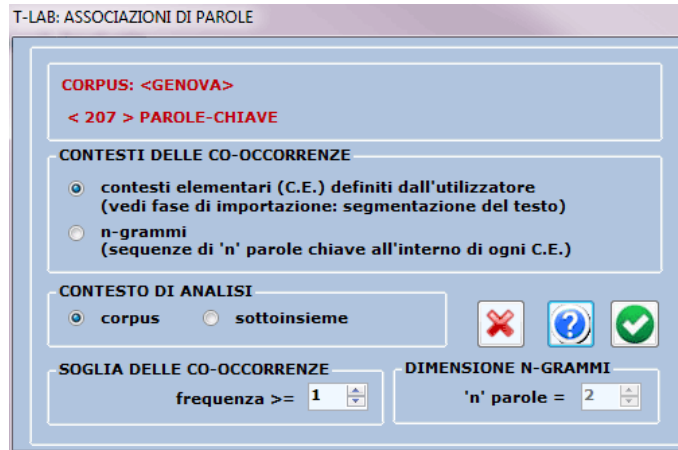 T-LAB: ASSOCIAZIONI DI PAROLE
CORPUS: <GENOVA>
< 207 > PAROLE-CHIAVE
CONTESTI DELLE CO-OCCORRENZE
contesti elementari (C.E.) definiti dall'utilizzatore
(vedi fase di importazione: segmentazione del testo)
n-grammi
(sequenze di 'n' parole chiave all'interno di ogni C.E.)
CONTESTO DI ANALISI
corpus sottoinsieme
?
SOGLIA DELLE CO-OCCORRENZE
frequenza >= 1
DIMENSIONE N-GRAMMI
'n' parole = 2